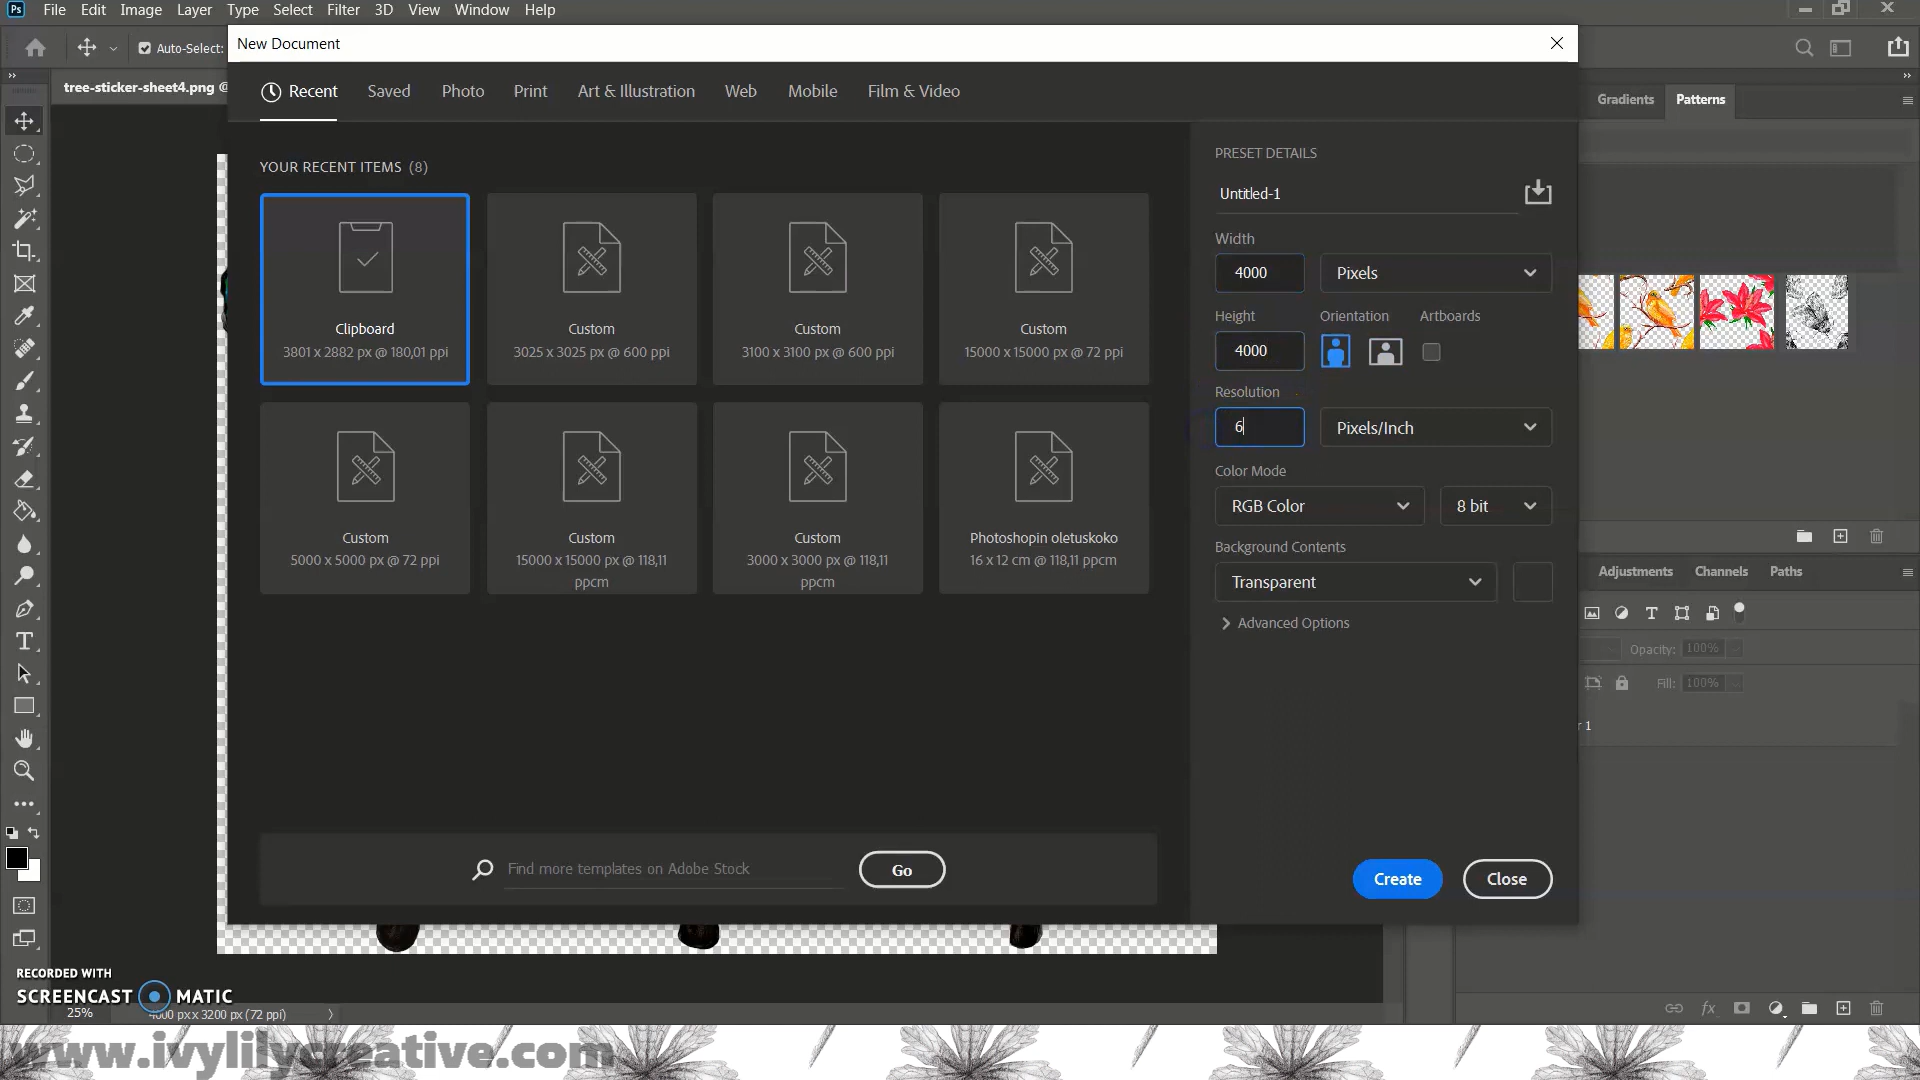 Ps File Edit Image Layer Type Select Filter 3D View Window Help
Auto-Select:
New Document
tree-sticker-sheet4.png @
Recent Saved Photo Print Art & Illustration Web Mobile Film & Video
Gradients Patterns
YOUR RECENT ITEMS (8)
Clipboard
3801 x 2882 px @ 180,01 ppi
Custom
3025 x 3025 px @ 600 ppi
Custom
3100 x 3100 px @ 600 ppi
Custom
15000 x 15000 px @ 72 ppi
Custom
5000 x 5000 px @ 72 ppi
Custom
15000 x 15000 px @ 118,11
ppcm
Custom
3000 x 3000 px @ 118,11
ppcm
Photoshopin oletuskoko
16 x 12 cm @ 118,11 ppcm
Find more templates on Adobe Stock
Go
PRESET DETAILS
Untitled-1
Width
4000 Pixels
Height Orientation Artboards
4000
Resolution
6 Pixels/Inch
Color Mode
RGB Color 8 bit
Background Contents
Transparent
Advanced Options
Create Close
Adjustments Channels Paths
Opacity: 100%
Fill: 100%
r 1
fx
RECORDED WITH
SCREENCAST MATIC
25% 4000 px x 3200 px (72 ppi)
www.ivylilycreative.com